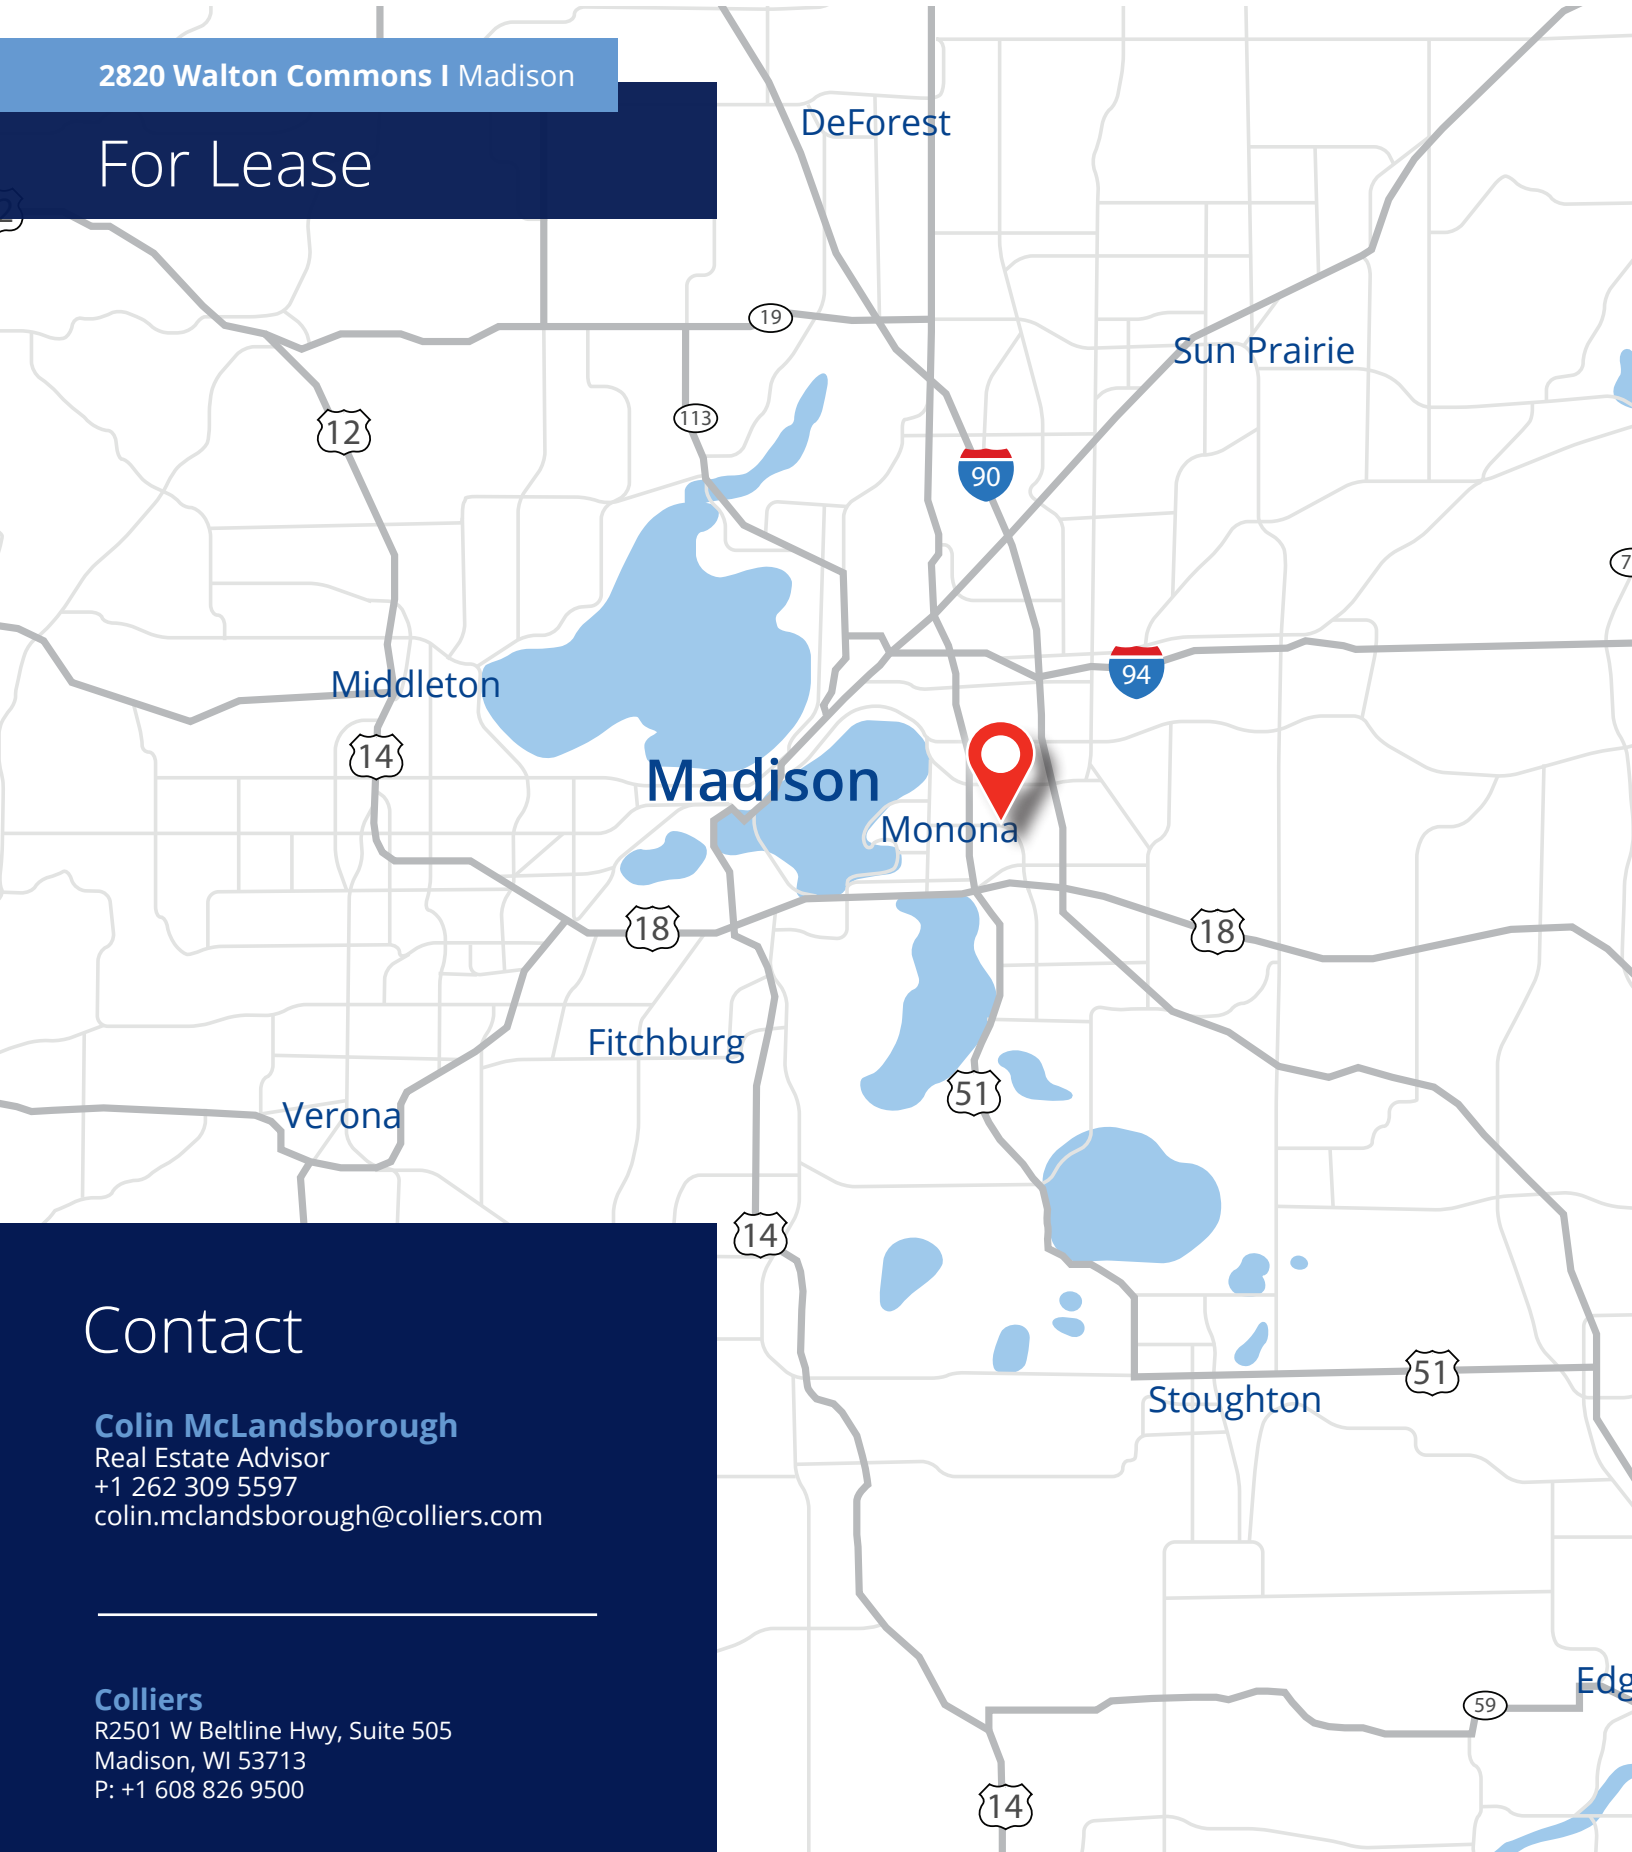 2820 Walton Commons I Madison
For Lease
DeForest
19
Sun Prairie
113
12
90
Middleton
94
14
Madison
Monona
18
18
Fitchburg
51
Verona
14
51
Stoughton
Contact
Colin McLandsborough
Real Estate Advisor
+1 262 309 5597
colin.mclandsborough@colliers.com
Colliers
R2501 W Beltline Hwy, Suite 505
Madison, WI 53713
P: +1 608 826 9500
Edg
59
14